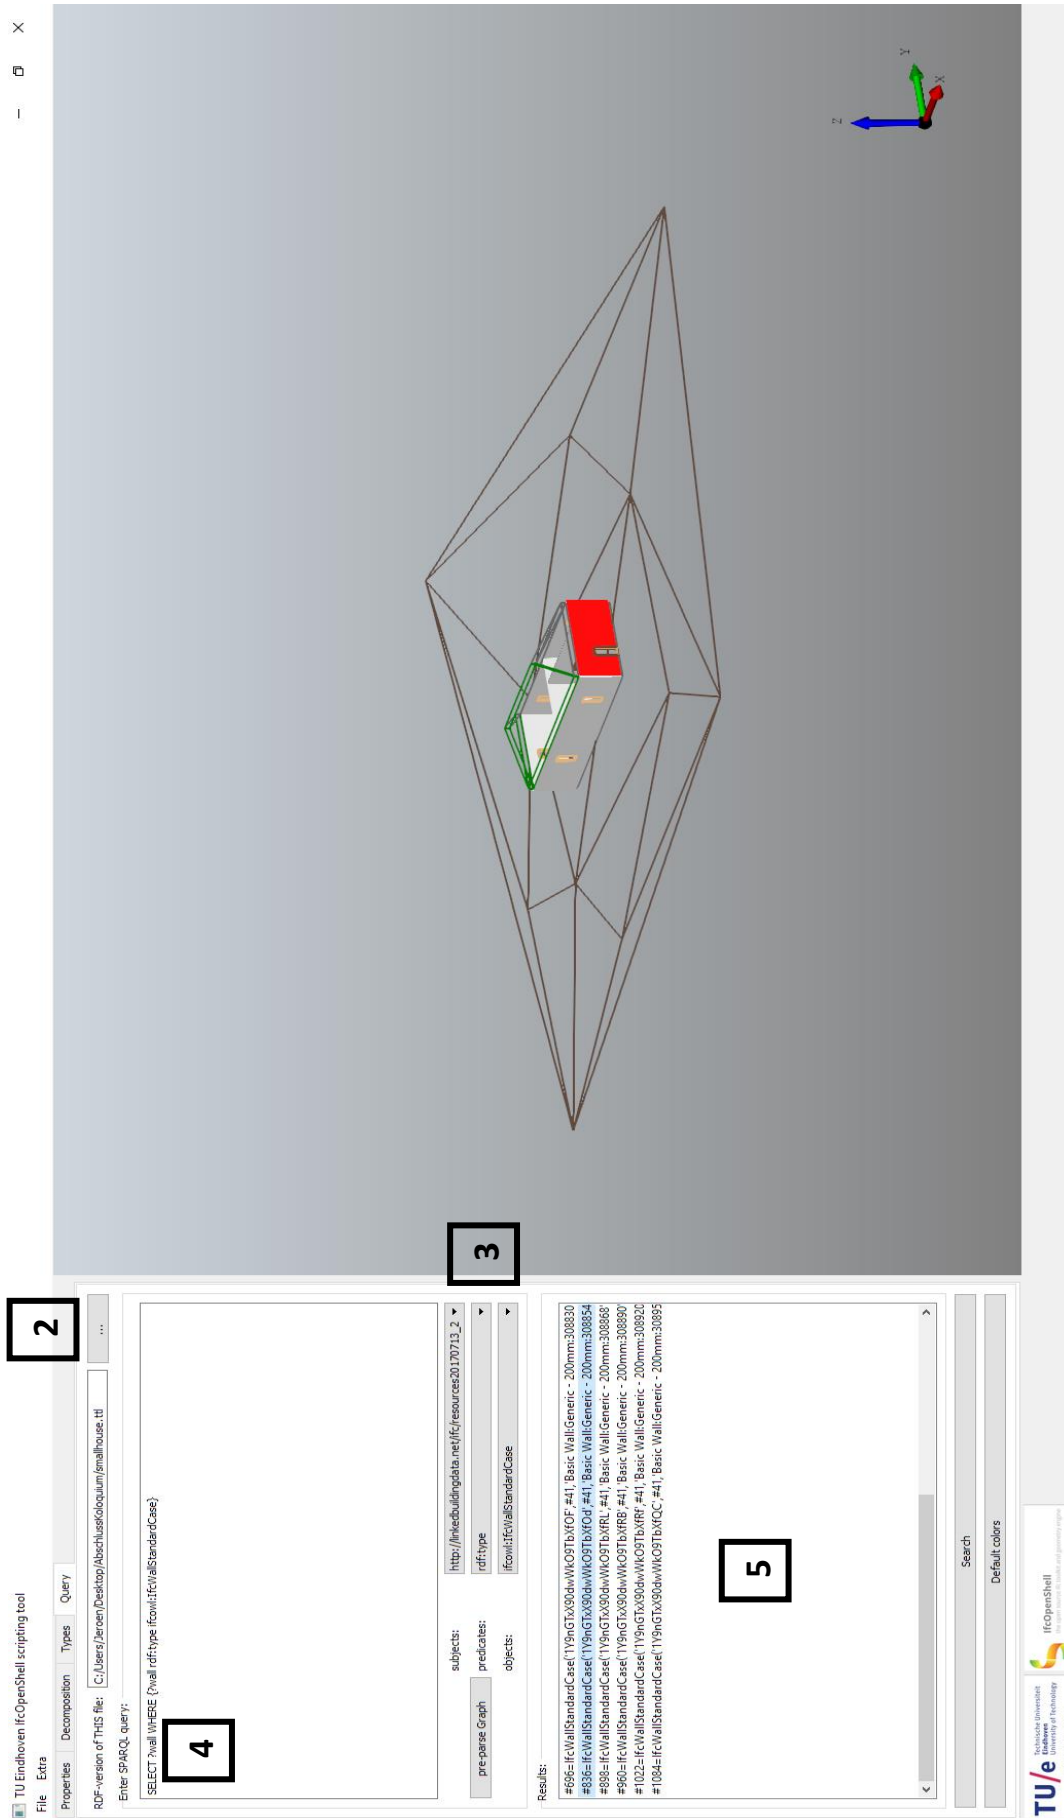 TU Eindhoven IfcOpenShell scripting tool
File Extra
Properties Decomposition Types Query
2
RDF-version of THIS file: C:/Users/Jeroen/Desktop/AbschlussKoloquium/smallhouse.ttl ...
Enter SPARQL query:
SELECT ?wall WHERE {?wall rdf:type ifcowl:IfcWallStandardCase}
4
subjects: http://linkedbuildingdata.net/ifc/resources20170713_2
3
pre-parse Graph predicates: rdf:type
objects: ifcowl:IfcWallStandardCase
Results:
#696=IfcWallStandardCase('1Y9nGTxX90dwWkO9TbXfOF',#41,'Basic Wall:Generic - 200mm:308830
#836=IfcWallStandardCase('1Y9nGTxX90dwWkO9TbXfOd',#41,'Basic Wall:Generic - 200mm:308854
#898=IfcWallStandardCase('1Y9nGTxX90dwWkO9TbXfRL',#41,'Basic Wall:Generic - 200mm:308868'
#960=IfcWallStandardCase('1Y9nGTxX90dwWkO9TbXfRB',#41,'Basic Wall:Generic - 200mm:308890'
#1022=IfcWallStandardCase('1Y9nGTxX90dwWkO9TbXfRf',#41,'Basic Wall:Generic - 200mm:308920
#1084=IfcWallStandardCase('1Y9nGTxX90dwWkO9TbXfQC',#41,'Basic Wall:Generic - 200mm:30895
5
Search
Default colors
Z
Y
X
TU/e Technische Universiteit
Eindhoven
University of Technology
IfcOpenShell